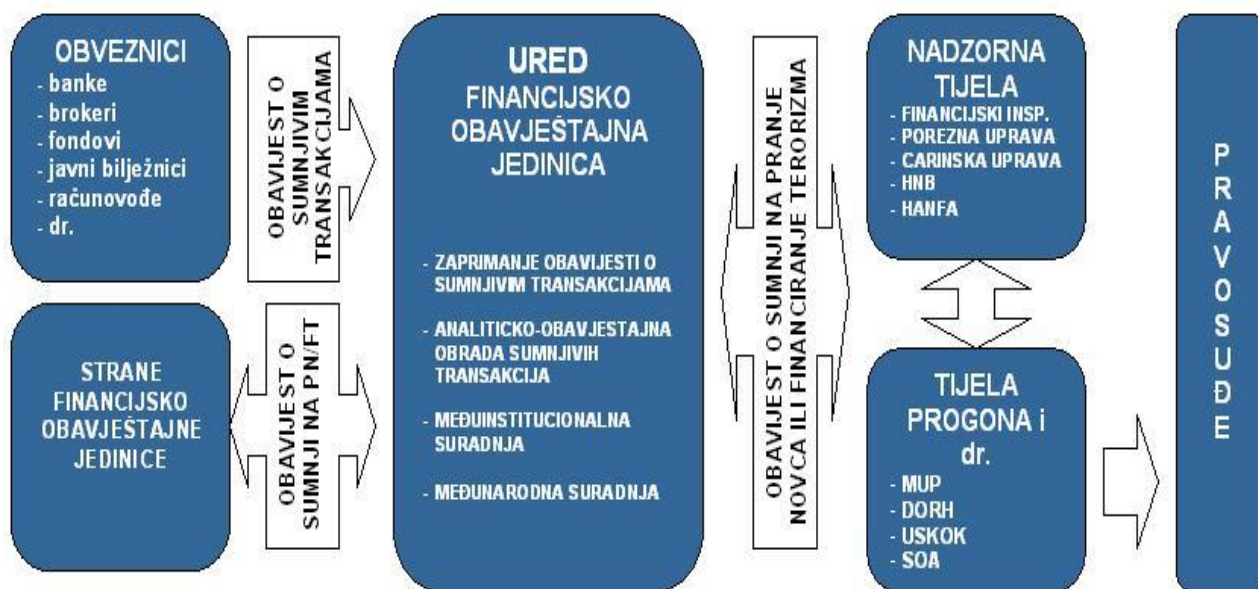 OBVEZNICI
- banke
- brokeri
- fondovi
- javni bilježnici
- računovođe
- dr.
OBAVIJEST O
SUMNJIVIM
TRANSAKCIJAMA
STRANE
FINANCIJSKO
OBAVJEŠTAJNE
JEDINICE
OBAVIJEST O
SUMNJI NA PN/FT
URED
FINANCIJSKO
OBAVJEŠTAJNA
JEDINICA
- ZAPRIMANJE OBAVIJESTI O
SUMNJIVIM TRANSAKCIJAMA
- ANALITICKO-OBAVJESTAJNA
OBRADA SUMNJIVIH
TRANSAKCIJA
- MEĐUINSTITUCIONALNA
SURADNJA
- MEĐUNARODNA SURADNJA
OBAVIJEST O SUMNJI NA PRANJE
NOVCA ILI FINANCIRANJE TERORIZMA
NADZORNA
TIJELA
- FINANCIJSKI INSP.
- POREZNA UPRAVA
- CARINSKA UPRAVA
- HNB
- HANFA
TIJELA
PROGONA i
dr.
- MUP
- DORH
- USKOK
- SOA
PRAVOSUĐE